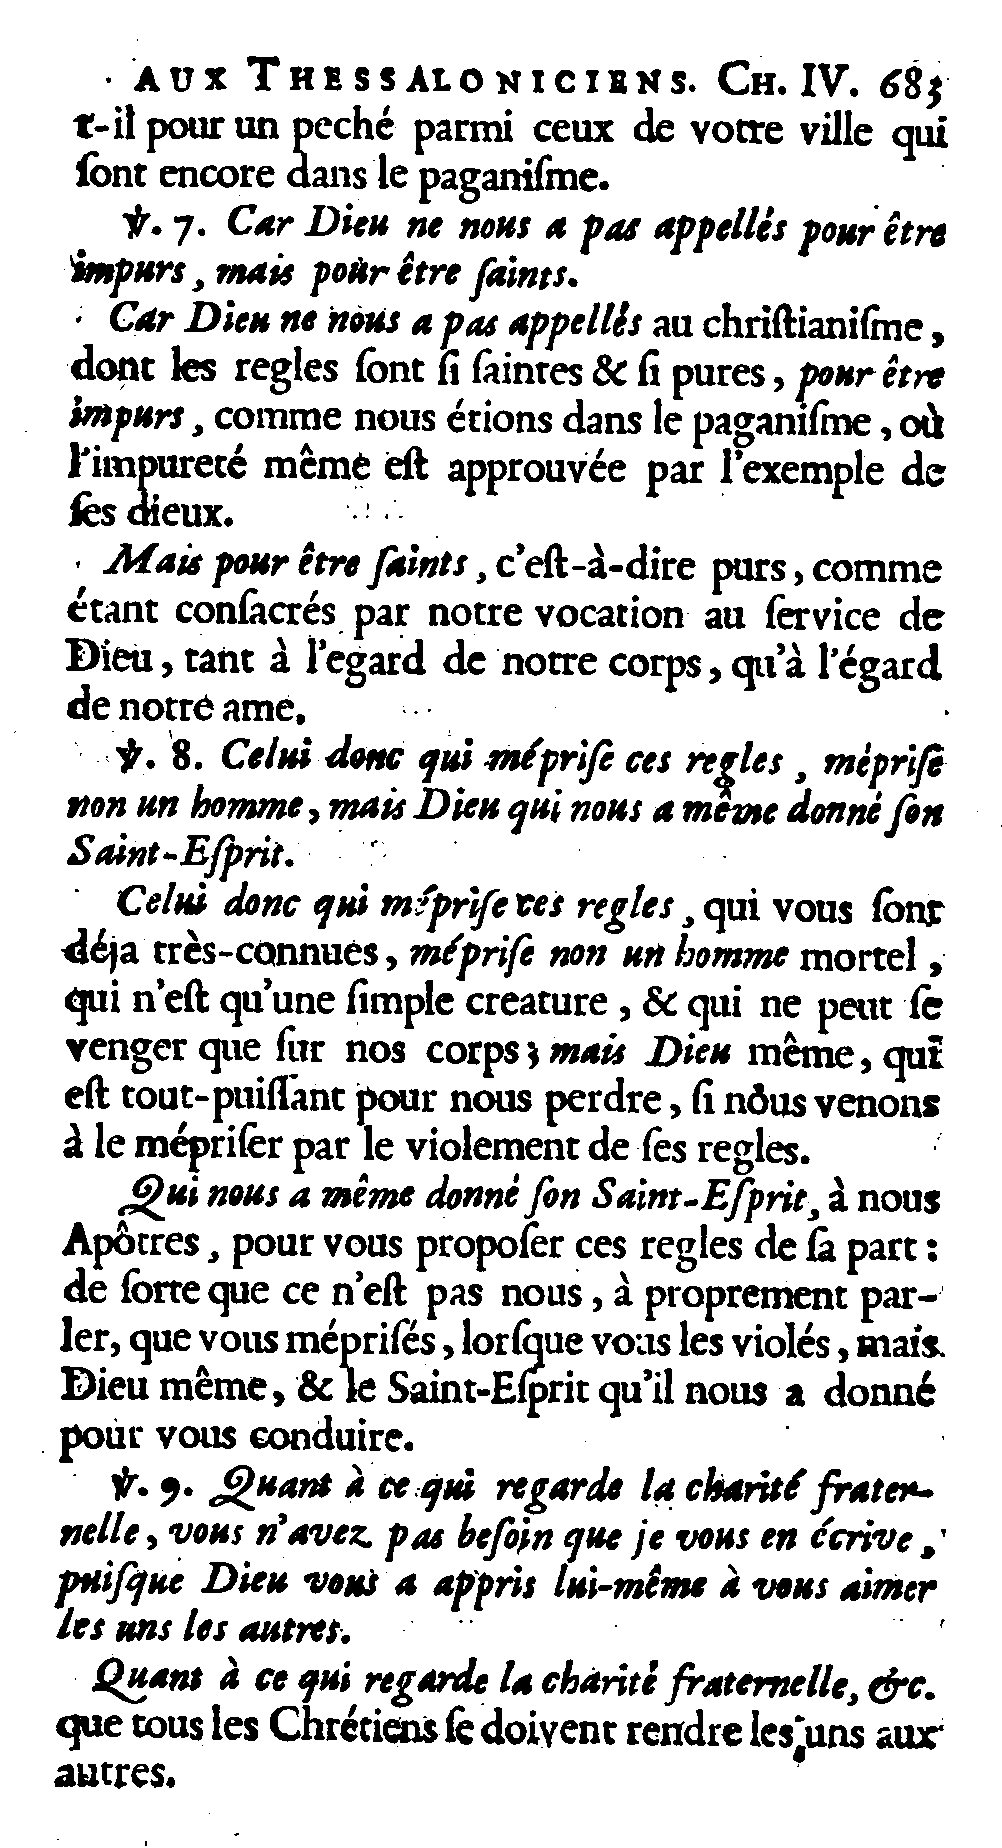 AUX THESSALONICIENS. CH. IV. 683
t-il pour un peché parmi ceux de votre ville qui
ſont encore dans le paganiſme.
℣. 7. Car Dieu ne nous a pas appellés pour être
impurs, mais pour être ſaints.
Car Dieu ne nous a pas appellés au chriſtianiſme,
dont les regles ſont ſi ſaintes & ſi pures, pour être
impurs, comme nous étions dans le paganiſme, où
l'impureté même eſt approuvée par l'exemple de
ſes dieux.
Mais pour être ſaints, c'eſt-à-dire purs, comme
étant conſacrés par notre vocation au ſervice de
Dieu, tant à l'egard de notre corps, qu'à l'égard
de notre ame.
℣. 8. Celui donc qui mépriſe ces regles, mépriſe
non un homme, mais Dieu qui nous a même donné ſon
Saint-Eſprit.
Celui donc qui mépriſe ces regles, qui vous ſont
déja très-connues, mépriſe non un homme mortel,
qui n'eſt qu'une ſimple creature, & qui ne peut ſe
venger que ſur nos corps; mais Dieu même, qui
eſt tout-puiſſant pour nous perdre, ſi nous venons
à le mépriſer par le violement de ſes regles.
Qui nous a même donné ſon Saint-Eſprit, à nous
Apôtres, pour vous propoſer ces regles de ſa part:
de ſorte que ce n'eſt pas nous, à proprement par-
ler, que vous mépriſés, lorſque vous les violés, mais
Dieu même, & le Saint-Eſprit qu'il nous a donné
pour vous conduire.
℣. 9. Quant à ce qui regarde la charité frater-
nelle, vous n'avez pas beſoin que je vous en écrive,
puiſque Dieu vous a appris lui-même à vous aimer
les uns les autres.
Quant à ce qui regarde la charité fraternelle, &c.
que tous les Chrétiens ſe doivent rendre les uns aux
autres.